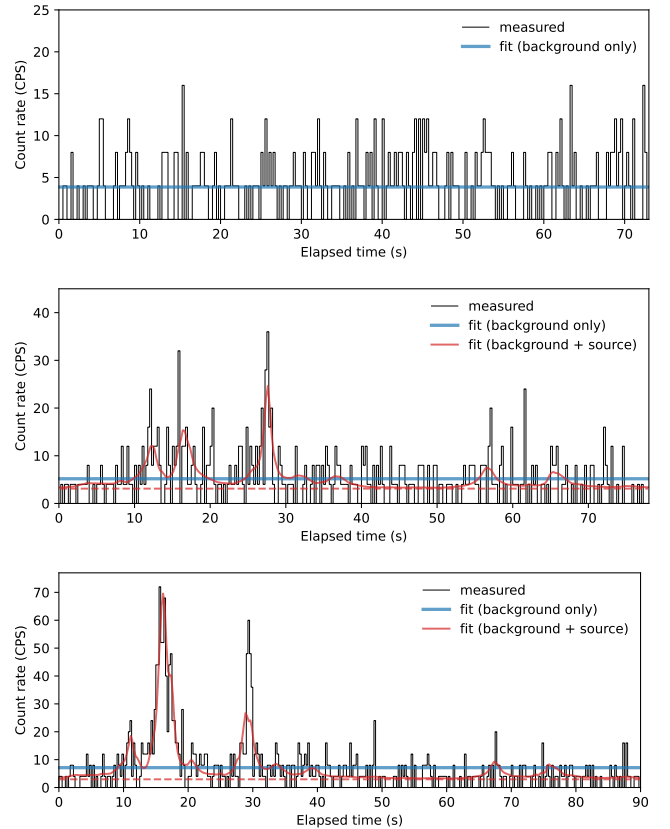 25
20
15
10
5
0
Count rate (CPS)
measured
fit (background only)
0 10 20 30 40 50 60 70
Elapsed time (s)
40
30
20
10
0
Count rate (CPS)
measured
fit (background only)
fit (background + source)
0 10 20 30 40 50 60 70
Elapsed time (s)
70
60
50
40
30
20
10
0
Count rate (CPS)
measured
fit (background only)
fit (background + source)
0 10 20 30 40 50 60 70 80 90
Elapsed time (s)